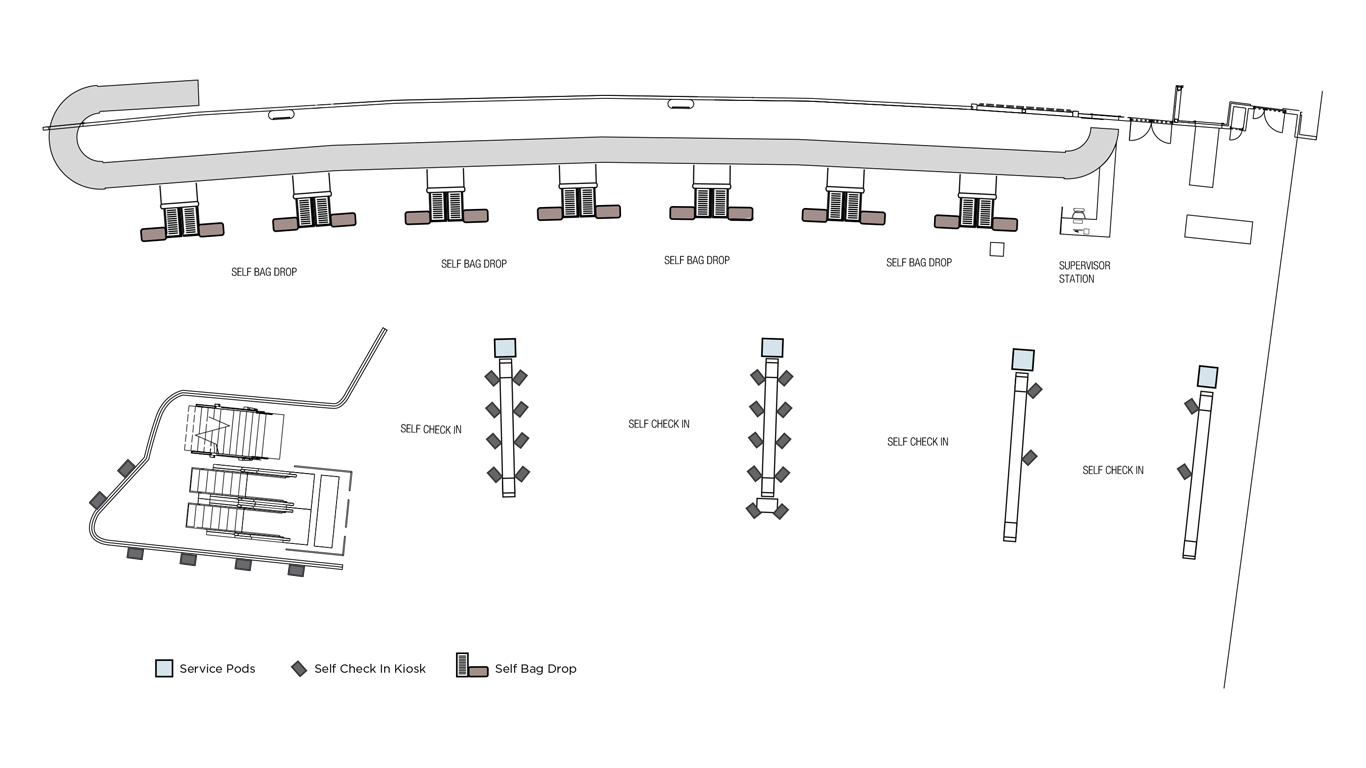 SELF BAG DROP
SELF BAG DROP
SELF BAG DROP
SELF BAG DROP
SUPERVISOR
STATION
SELF CHECK IN
SELF CHECK IN
SELF CHECK IN
SELF CHECK IN
Service Pods
Self Check In Kiosk
Self Bag Drop